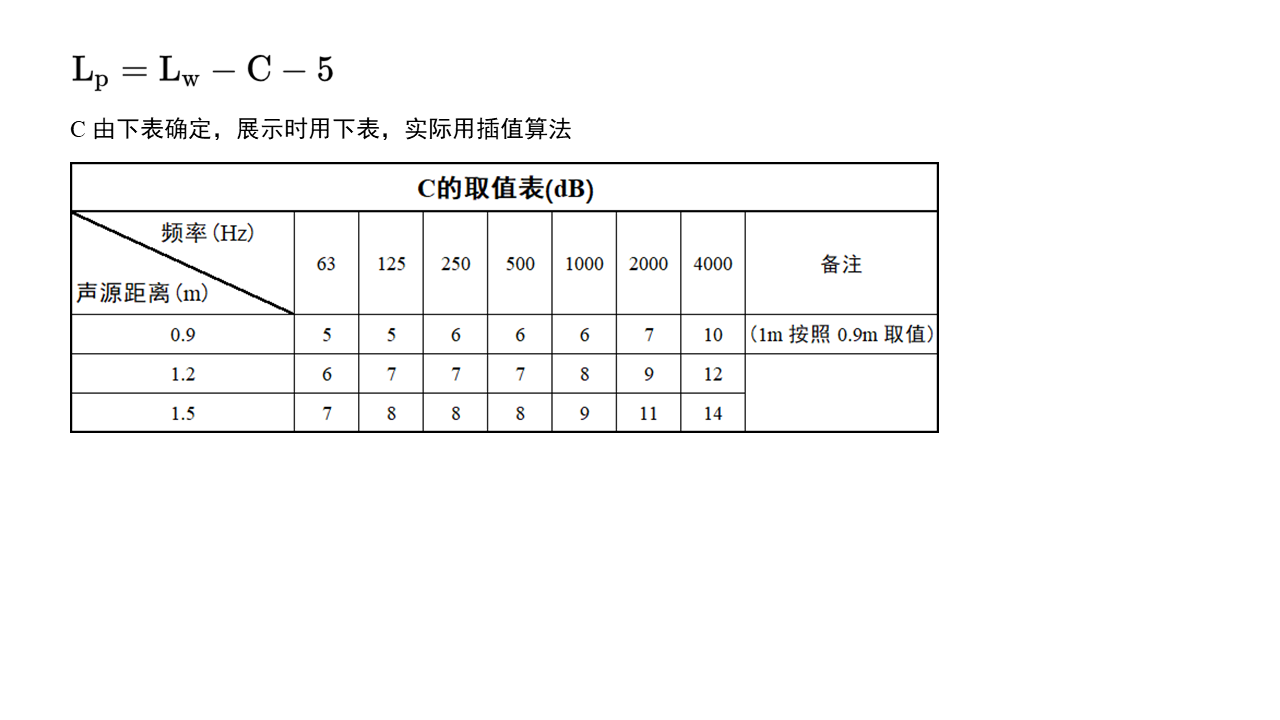 Lp = Lw − C − 5
C 由下表确定，展示时用下表，实际用插值算法
C的取值表(dB)
频率(Hz)
声源距离(m)
63 125 250 500 1000 2000 4000 备注
0.9 5 5 6 6 6 7 10 (1m 按照 0.9m 取值)
1.2 6 7 7 7 8 9 12
1.5 7 8 8 8 9 11 14